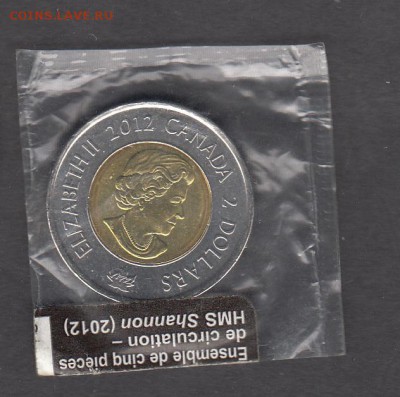 coins.love.ru
ELIZABETH II 2012 CANADA 2 DOLLARS
Ensemble de cinq pièces
de circulation –
HMS Shannon (2012)